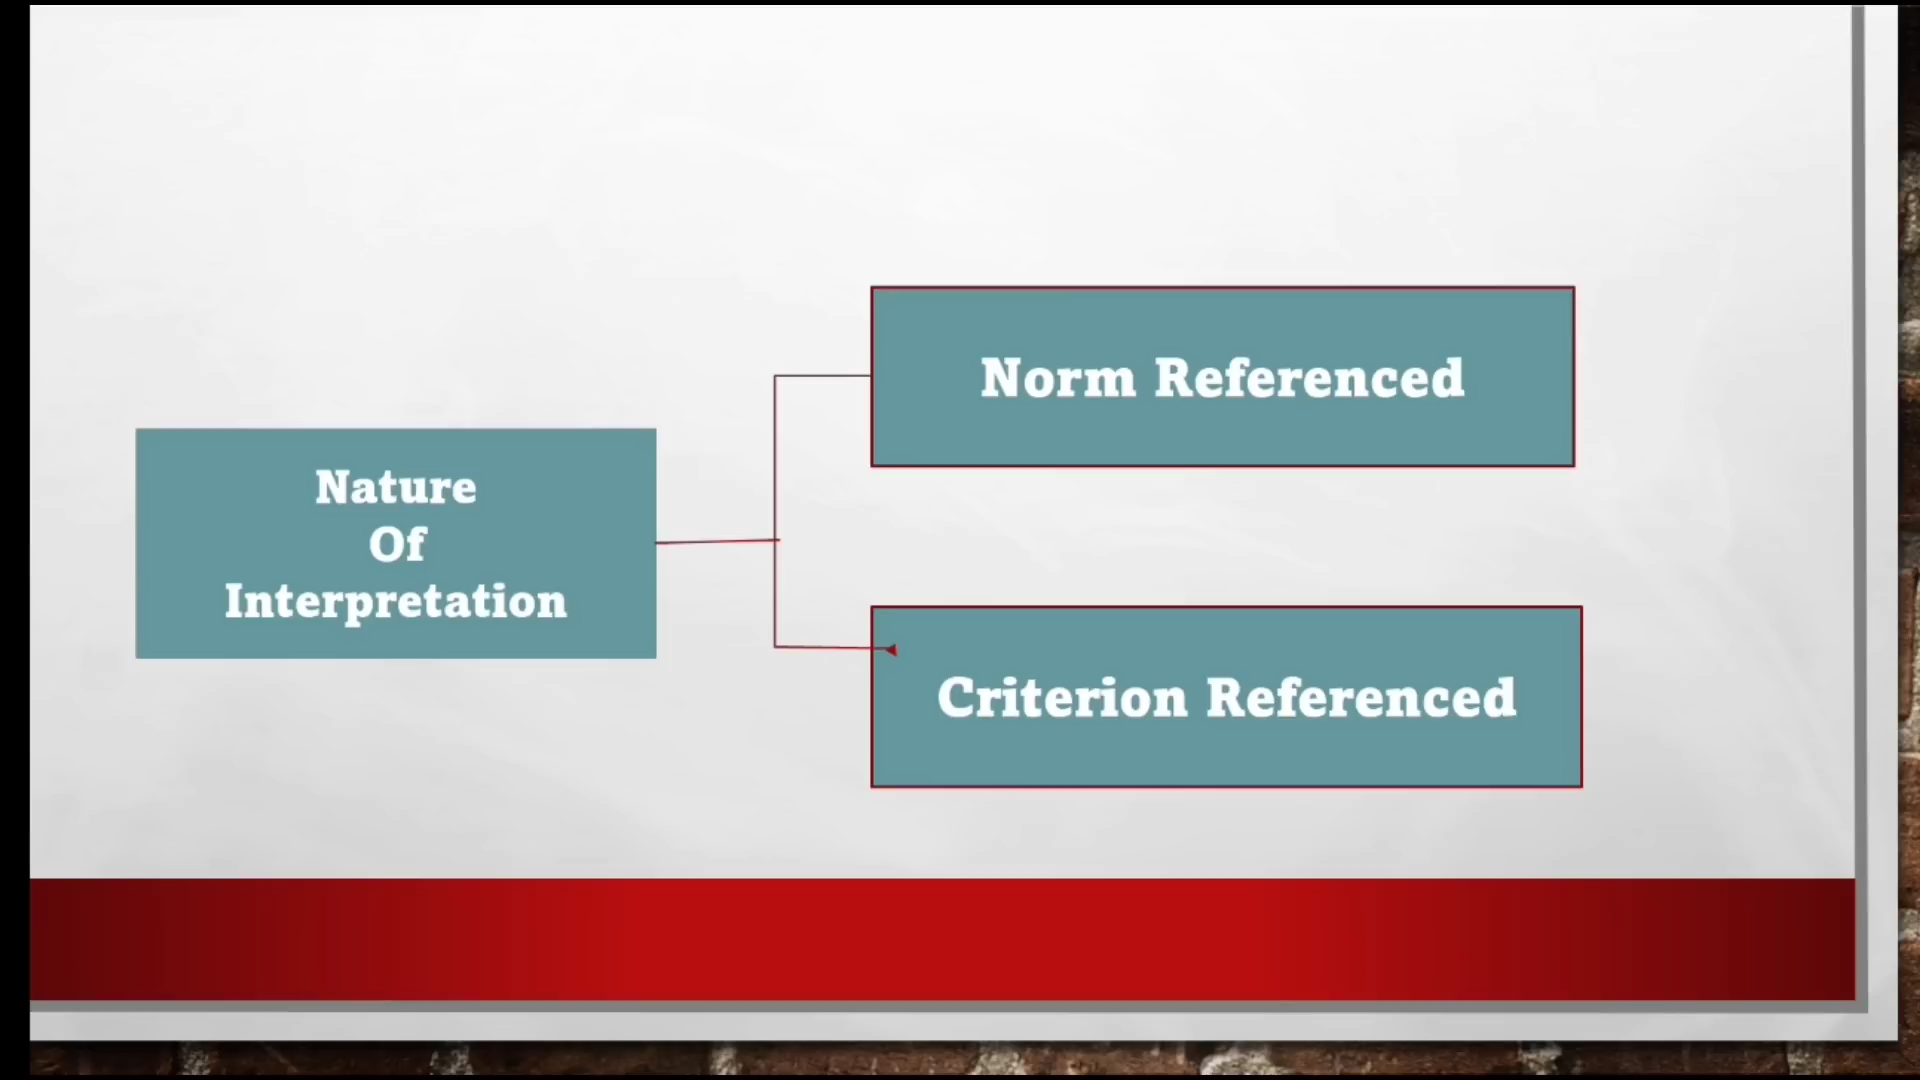 Norm Referenced
Nature
Of
Interpretation
Criterion Referenced